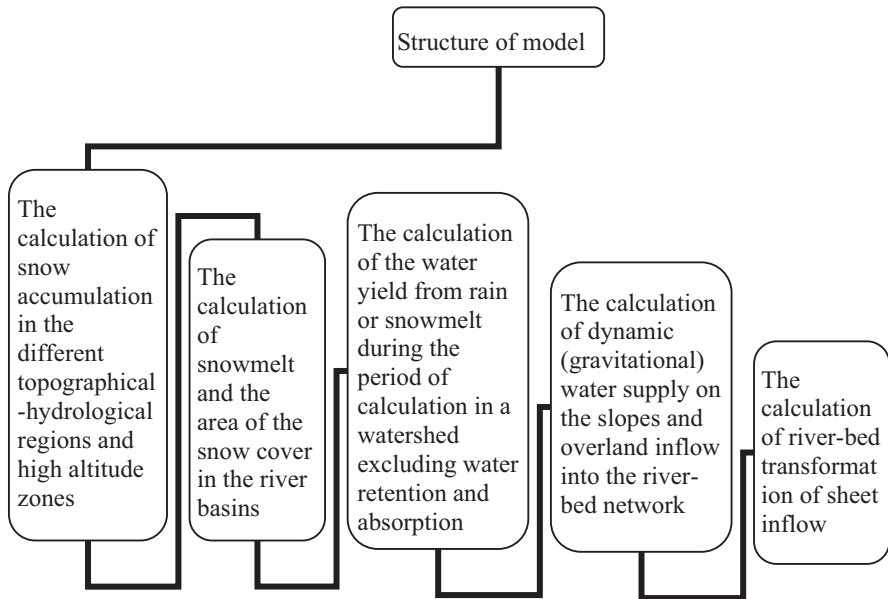 Structure of model
The
calculation of
snow
accumulation
in the
different
topographical
-hydrological
regions and
high altitude
zones
The
calculation
of
snowmelt
and the
area of the
snow cover
in the river
basins
The calculation
of the water
yield from rain
or snowmelt
during the
period of
calculation in a
watershed
excluding water
retention and
absorption
The calculation
of dynamic
(gravitational)
water supply on
the slopes and
overland inflow
into the river-
bed network
The
calculation
of river-bed
transformat
ion of sheet
inflow